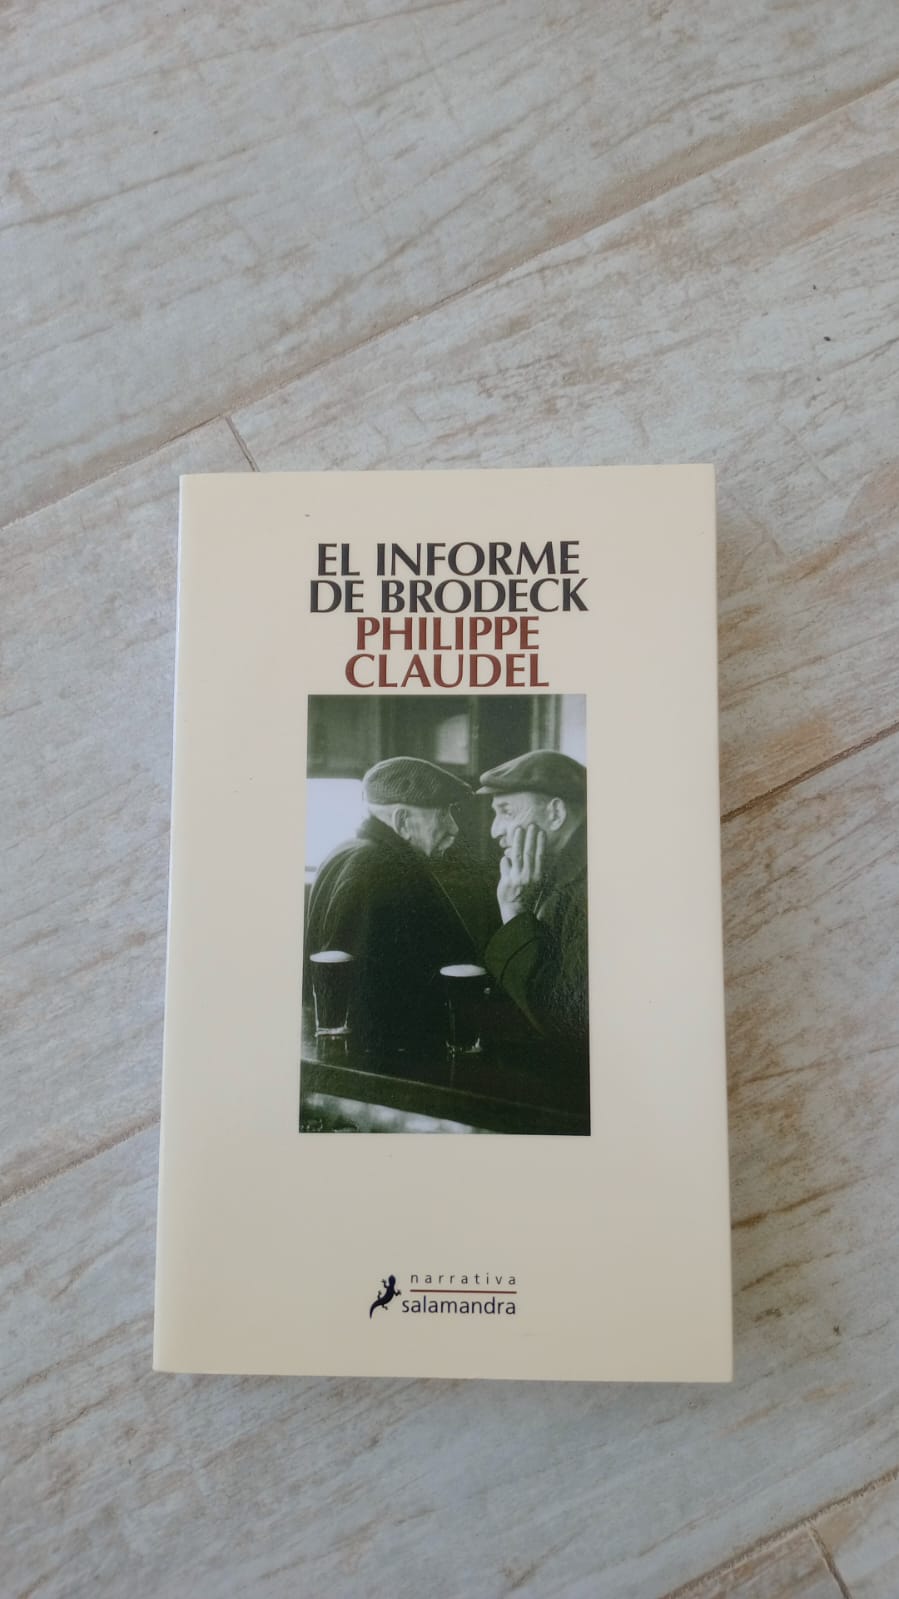 EL INFORME
DE BRODECK
PHILIPPE
CLAUDEL
narrativa
salamandra